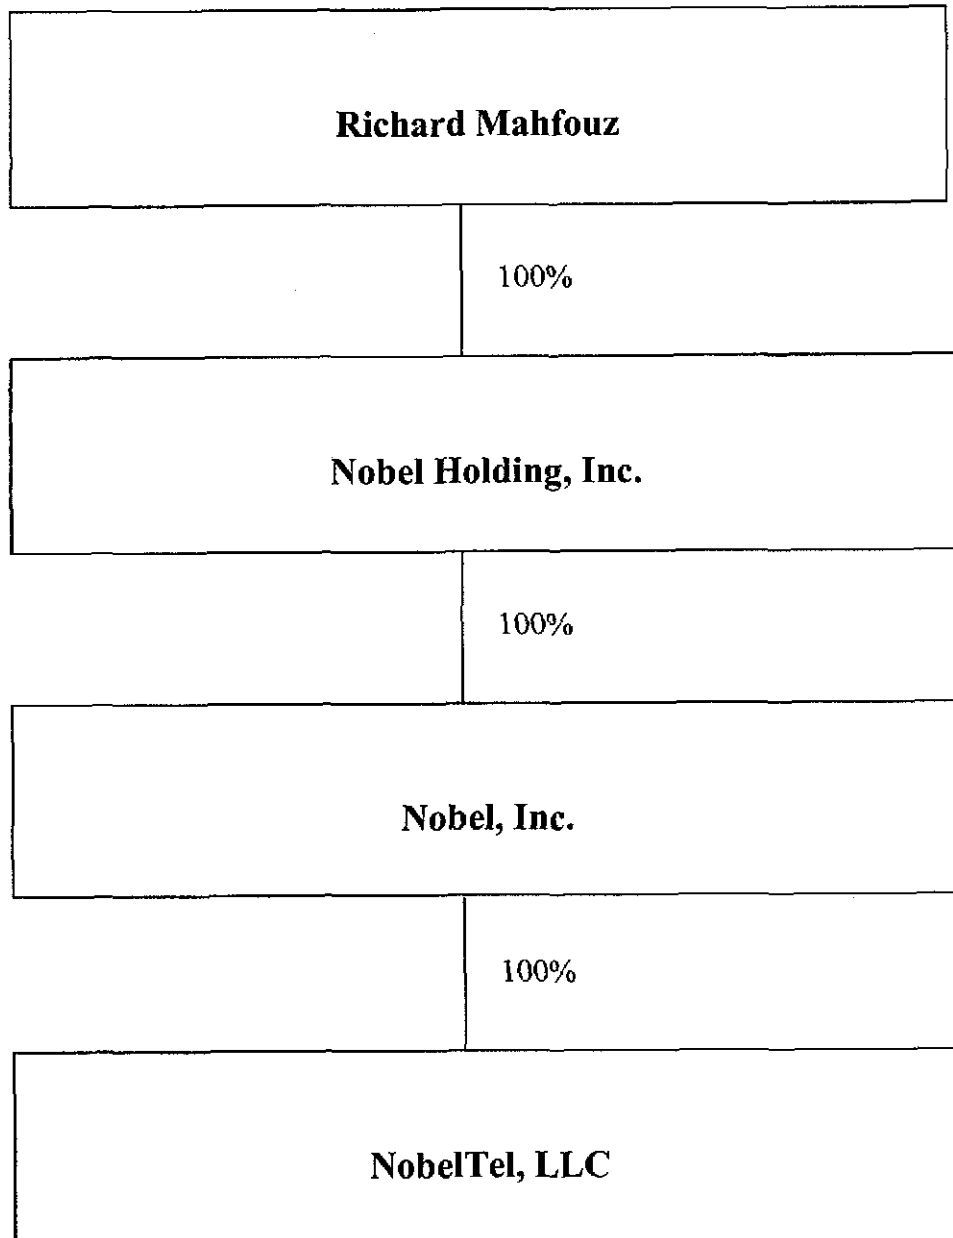 Richard Mahfouz
100%
Nobel Holding, Inc.
100%
Nobel, Inc.
100%
NobelTel, LLC